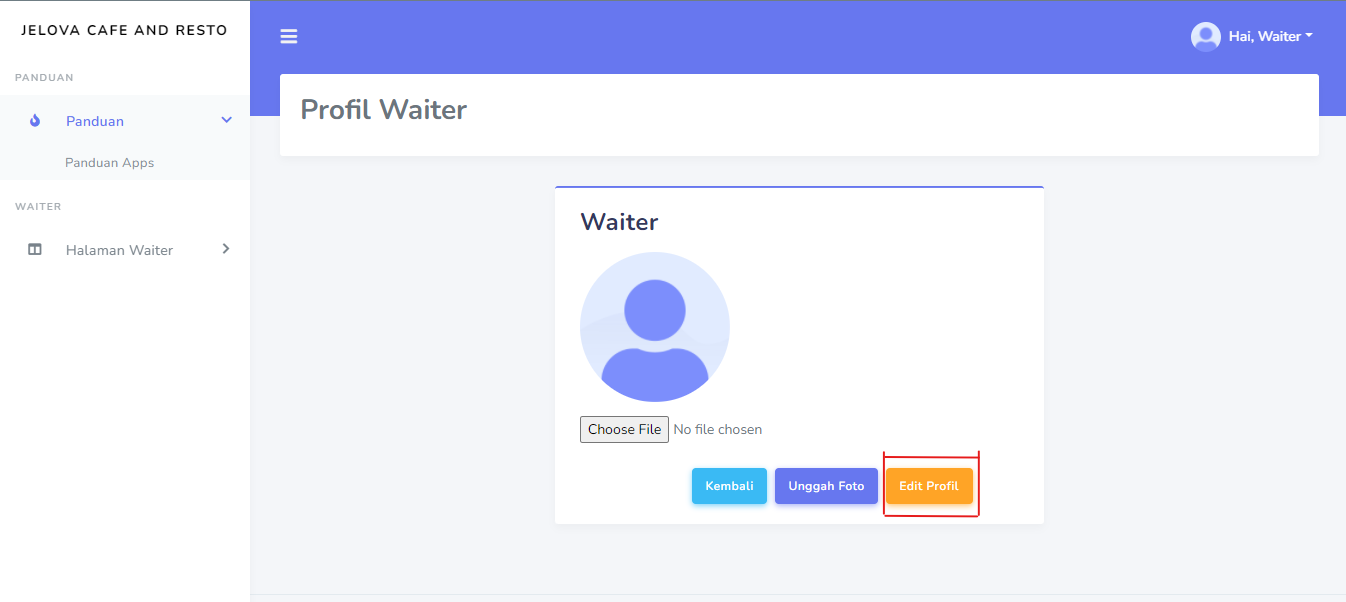 JELOVA CAFE AND RESTO
PANDUAN
Panduan
Panduan Apps
WAITER
Halaman Waiter
Hai, Waiter
Profil Waiter
Waiter
Choose File No file chosen
Kembali Unggah Foto Edit Profil